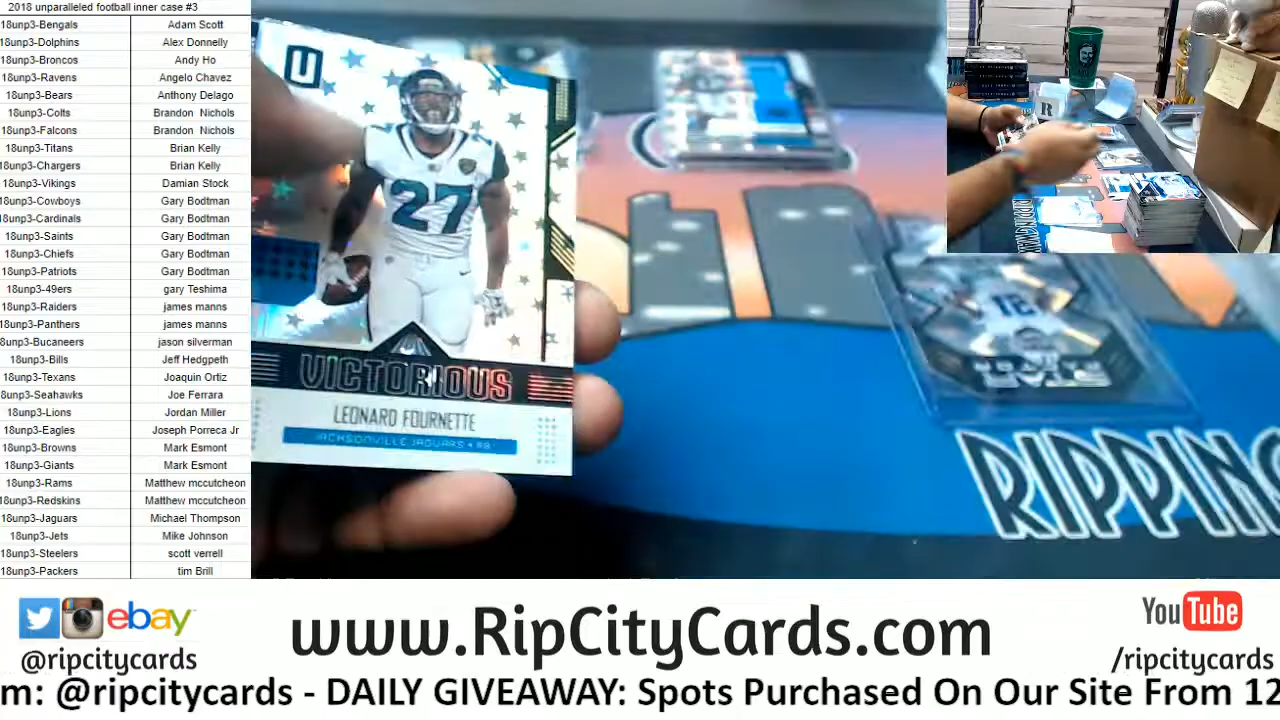 2018 unparalleled football inner case #3
18unp3-Bengals Adam Scott
18unp3-Dolphins Alex Donnelly
18unp3-Broncos Andy Ho
18unp3-Ravens Angelo Chavez
18unp3-Bears Anthony Delago
18unp3-Colts Brandon Nichols
18unp3-Falcons Brandon Nichols
18unp3-Titans Brian Kelly
18unp3-Chargers Brian Kelly
18unp3-Vikings Damian Stock
18unp3-Cowboys Gary Bodtman
18unp3-Cardinals Gary Bodtman
18unp3-Saints Gary Bodtman
18unp3-Chiefs Gary Bodtman
18unp3-Patriots Gary Bodtman
18unp3-49ers gary Teshima
18unp3-Raiders james manns
18unp3-Panthers james manns
8unp3-Bucaneers jason silverman
18unp3-Bills Jeff Hedgpeth
18unp3-Texans Joaquin Ortiz
8unp3-Seahawks Joe Ferrara
18unp3-Lions Jordan Miller
18unp3-Eagles Joseph Porreca Jr
18unp3-Browns Mark Esmont
18unp3-Giants Mark Esmont
18unp3-Rams Matthew mccutcheon
18unp3-Redskins Matthew mccutcheon
18unp3-Jaguars Michael Thompson
18unp3-Jets Mike Johnson
18unp3-Steelers scott verrell
18unp3-Packers tim Brill
27
VICTORIOUS
LEONARD FOURNETTE
JACKSONVILLE JAGUARS • RB
RIPPING
ebay
@ripcitycards
www.RipCityCards.com
YouTube
/ripcitycards
m: @ripcitycards - DAILY GIVEAWAY: Spots Purchased On Our Site From 12